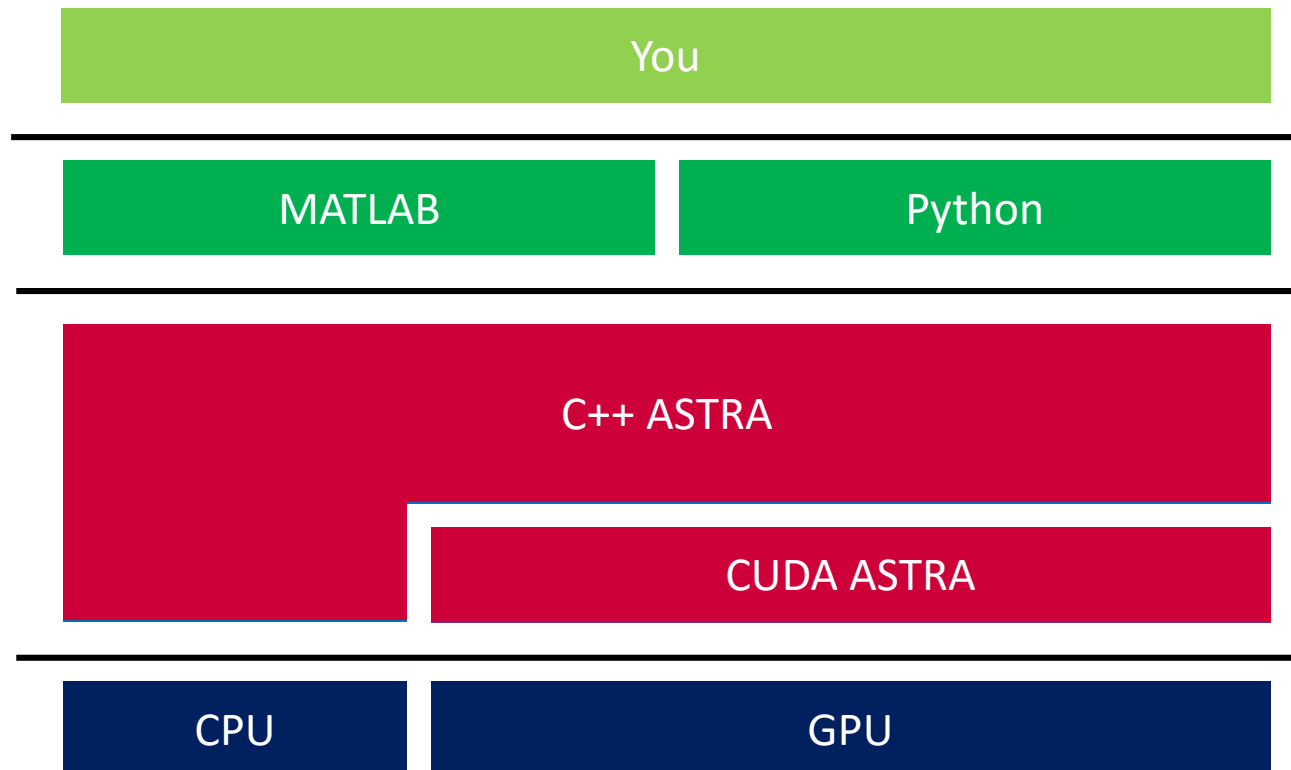 You
MATLAB
Python
C++ ASTRA
CUDA ASTRA
CPU
GPU